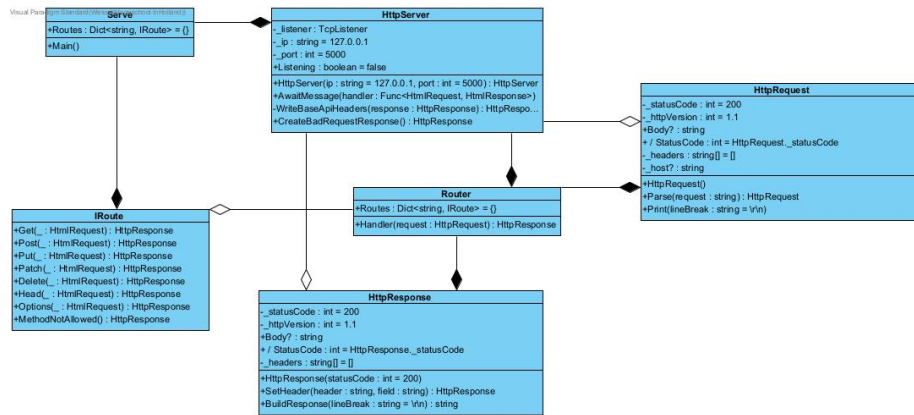 Visual Paradigm Standard(Wessel(Hogeschool InHolland))
Serve
+Routes : Dict<string, IRoute> = {}
+Main()
HttpServer
-_listener : TcpListener
-_ip : string = 127.0.0.1
-_port : int = 5000
+Listening : boolean = false
+HttpServer(ip : string = 127.0.0.1, port : int = 5000) : HttpServer
+AwaitMessage(handler : Func<HtmlRequest, HtmlResponse>)
-WriteBaseApiHeaders(response : HttpResponse) : HttpRespo...
+CreateBadRequestResponse() : HttpResponse
HttpRequest
-_statusCode : int = 200
-_httpVersion : int = 1.1
+Body? : string
+ / StatusCode : int = HttpRequest._statusCode
-_headers : string[] = []
-_host? : string
+HttpRequest()
+Parse(request : string) : HttpRequest
+Print(lineBreak : string = \r\n)
Router
+Routes : Dict<string, IRoute> = {}
+Handler(request : HttpRequest) : HttpResponse
IRoute
+Get(_ : HtmlRequest) : HttpResponse
+Post(_ : HtmlRequest) : HttpResponse
+Put(_ : HtmlRequest) : HttpResponse
+Patch(_ : HtmlRequest) : HttpResponse
+Delete(_ : HtmlRequest) : HttpResponse
+Head(_ : HtmlRequest) : HttpResponse
+Options(_ : HtmlRequest) : HttpResponse
+MethodNotAllowed() : HttpResponse
HttpResponse
-_statusCode : int = 200
-_httpVersion : int = 1.1
+Body? : string
+ / StatusCode : int = HttpResponse._statusCode
-_headers : string[] = []
+HttpResponse(statusCode : int = 200)
+SetHeader(header : string, field : string) : HttpResponse
+BuildResponse(lineBreak : string = \r\n) : string